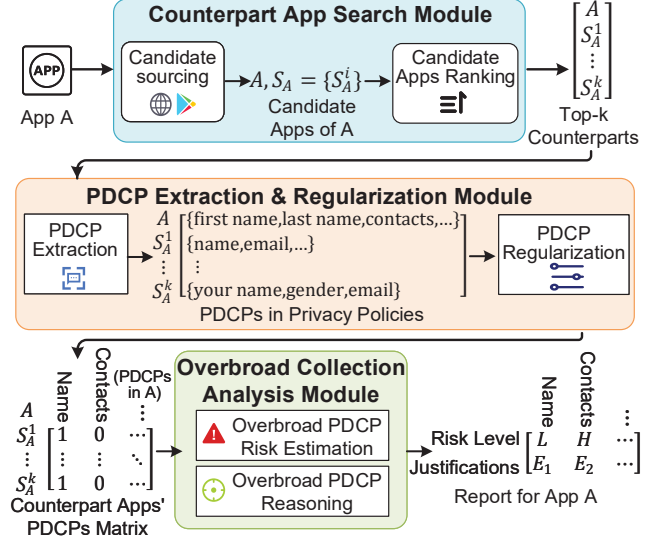 Counterpart App Search Module
APP
App A
Candidate
sourcing
A, S_A = {S_A^i}
Candidate
Apps of A
Candidate
Apps Ranking
A
S_A^1
⋮
S_A^k
Top-k
Counterparts
PDCP Extraction & Regularization Module
PDCP
Extraction
A {first name,last name,contacts,...}
S_A^1 {name,email,...}
⋮ ⋮
S_A^k {your name,gender,email}
PDCPs in Privacy Policies
PDCP
Regularization
Name Contacts (PDCPs in A) ⋮
A
S_A^1 1 0 ⋯
⋮ ⋮ ⋮ ⋱
S_A^k 1 0 ⋯
Counterpart Apps'
PDCPs Matrix
Overbroad Collection
Analysis Module
Overbroad PDCP
Risk Estimation
Overbroad PDCP
Reasoning
Name Contacts ⋮
Risk Level L H ⋯
Justifications E_1 E_2 ⋯
Report for App A